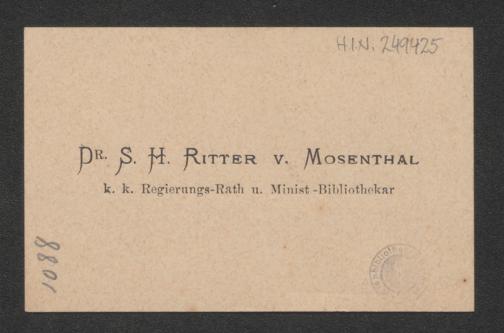 H.I.N. 249425
DR. S. H. RITTER V. MOSENTHAL
k. k. Regierungs-Rath u. Minist-Bibliothekar
1088